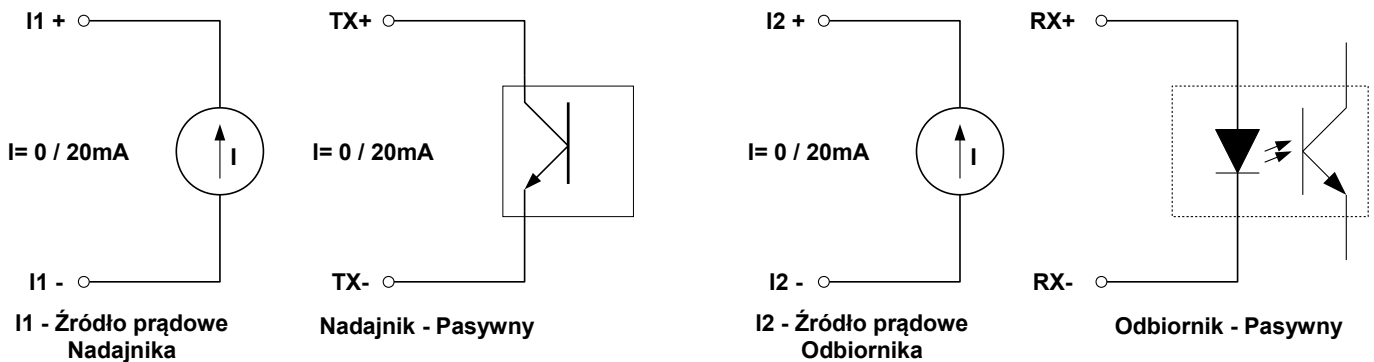 I1 +
I= 0 / 20mA
I
I1 -
I1 - Źródło prądowe
Nadajnika
TX+
I= 0 / 20mA
TX-
Nadajnik - Pasywny
I2 +
I= 0 / 20mA
I
I2 -
I2 - Źródło prądowe
Odbiornika
RX+
RX-
Odbiornik - Pasywny